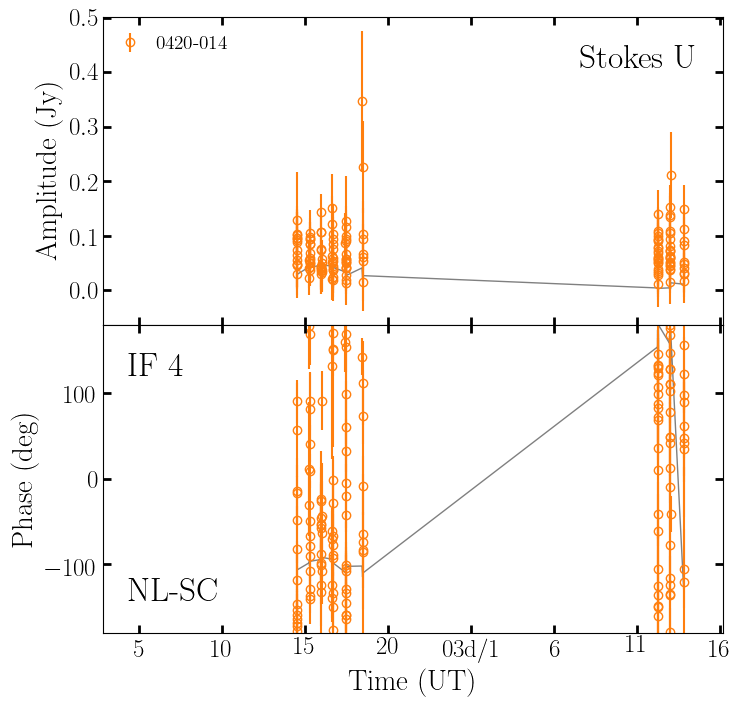 0420-014
Stokes U
Amplitude (Jy)
0.5
0.4
0.3
0.2
0.1
0.0
IF 4
NL-SC
Phase (deg)
100
0
−100
5 10 15 20 03d/1 6 11 16
Time (UT)